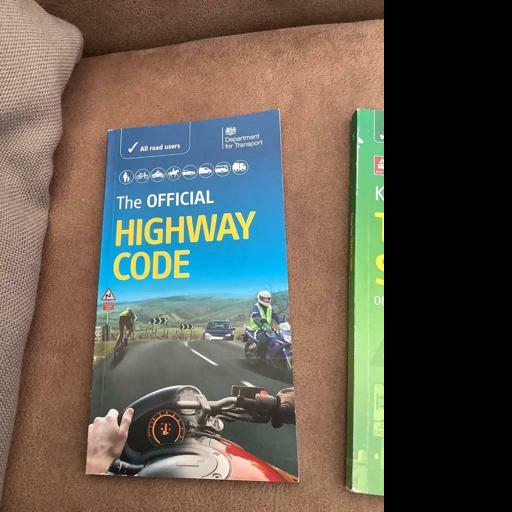 ✓ All road users
Department
for Transport
The OFFICIAL
HIGHWAY
CODE